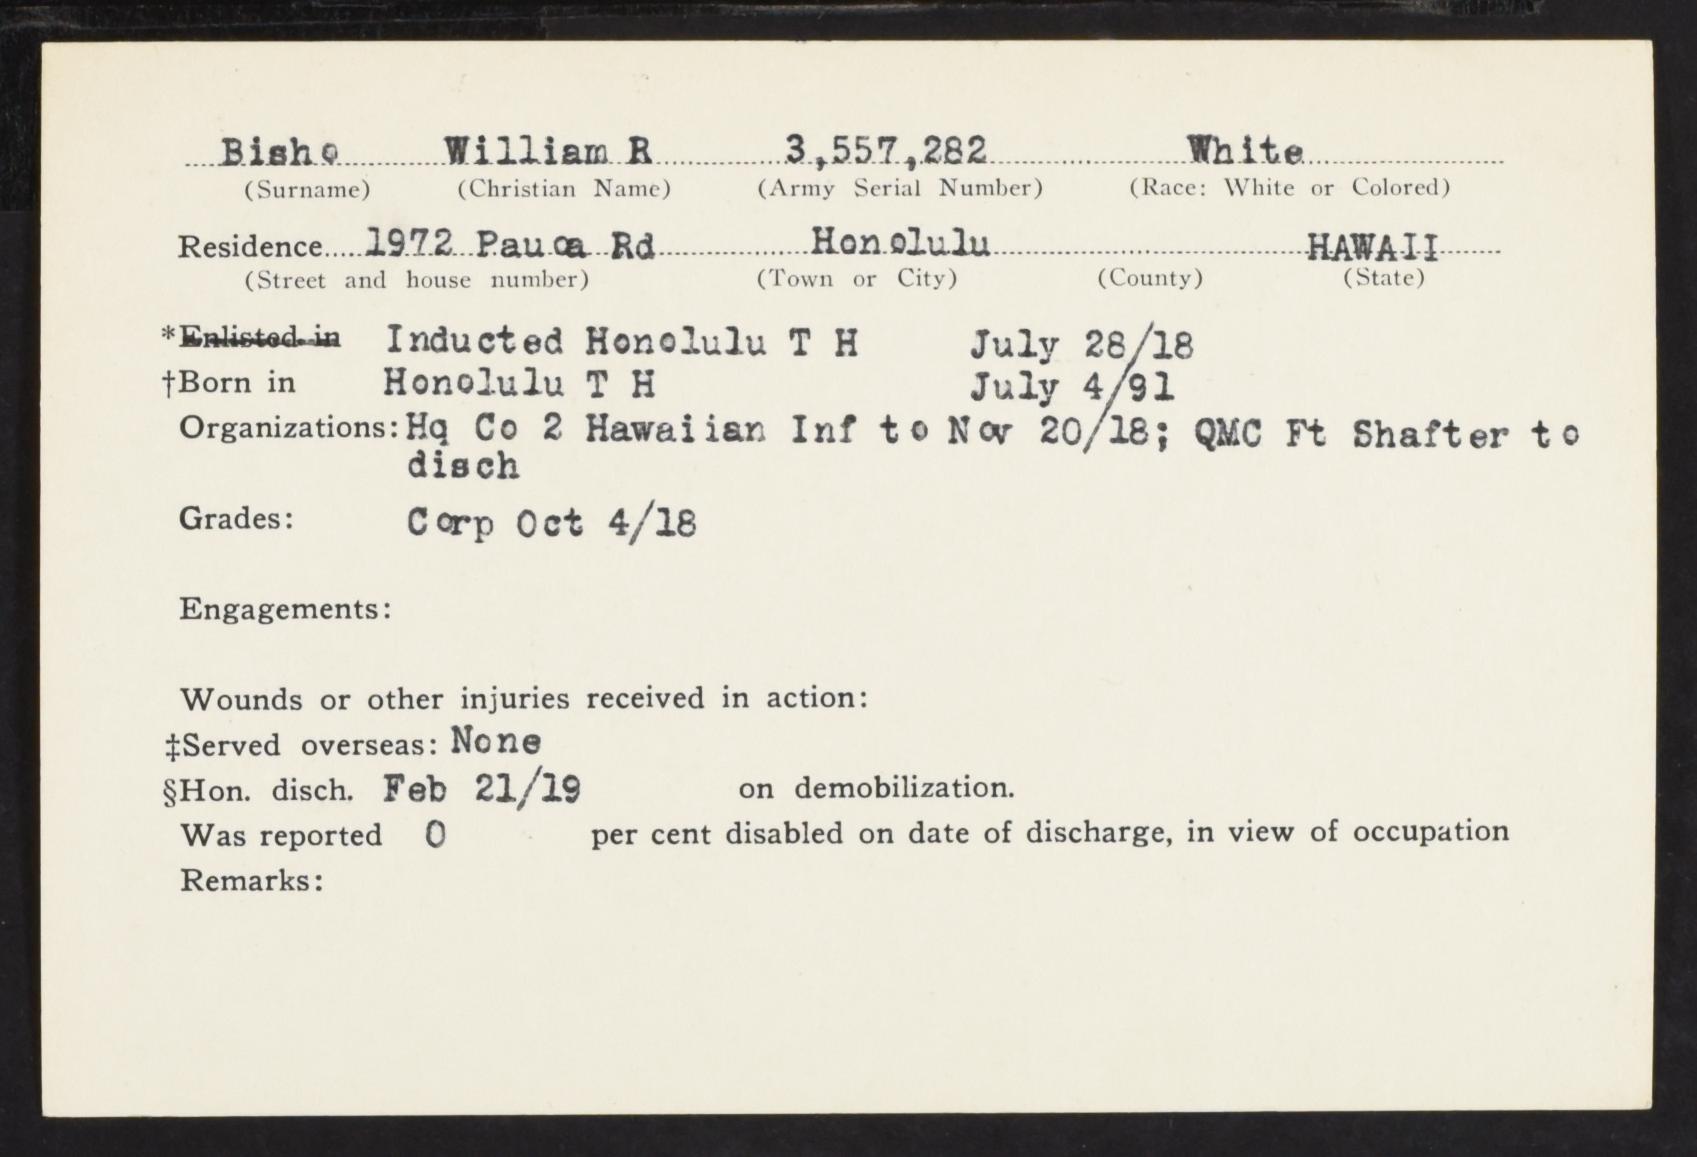 Bisho William R 3,557,282 White
(Surname) (Christian Name) (Army Serial Number) (Race: White or Colored)
Residence 1972 Pauoa Rd Honolulu HAWAII
(Street and house number) (Town or City) (County) (State)
*Enlisted in Inducted Honolulu T H July 28/18
†Born in Honolulu T H July 4/91
Organizations: Hq Co 2 Hawaiian Inf to Nov 20/18; QMC Ft Shafter to
disch
Grades: Corp Oct 4/18
Engagements:
Wounds or other injuries received in action:
‡Served overseas: None
§Hon. disch. Feb 21/19 on demobilization.
Was reported 0 per cent disabled on date of discharge, in view of occupation
Remarks: